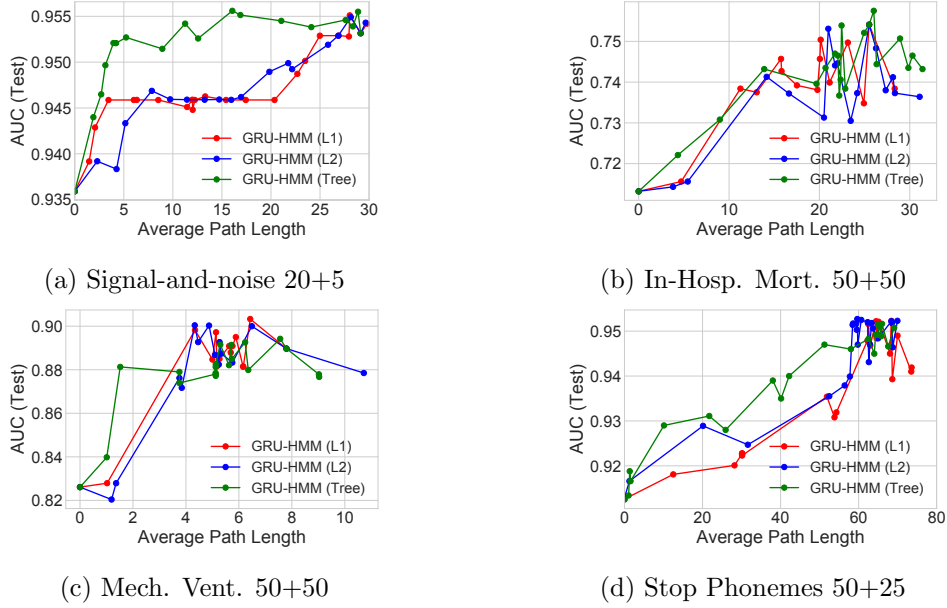 AUC (Test)
0.955
0.950
0.945
0.940
0.935
GRU-HMM (L1)
GRU-HMM (L2)
GRU-HMM (Tree)
0 5 10 15 20 25 30
Average Path Length
(a) Signal-and-noise 20+5
AUC (Test)
0.75
0.74
0.73
0.72
GRU-HMM (L1)
GRU-HMM (L2)
GRU-HMM (Tree)
0 5 10 15 20 25 30
Average Path Length
(b) In-Hosp. Mort. 50+50
AUC (Test)
0.90
0.88
0.86
0.84
0.82
GRU-HMM (L1)
GRU-HMM (L2)
GRU-HMM (Tree)
0 2 4 6 8 10
Average Path Length
(c) Mech. Vent. 50+50
AUC (Test)
0.95
0.94
0.93
0.92
GRU-HMM (L1)
GRU-HMM (L2)
GRU-HMM (Tree)
0 20 40 60 80
Average Path Length
(d) Stop Phonemes 50+25